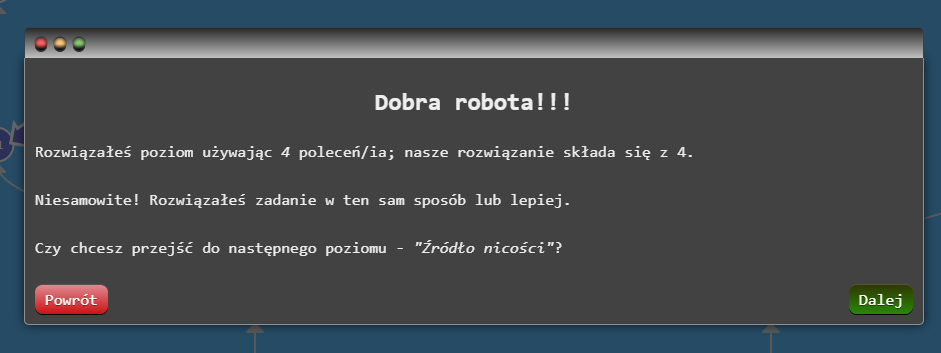 Dobra robota!!!
Rozwiązałeś poziom używając 4 poleceń/ia; nasze rozwiązanie składa się z 4.
Niesamowite! Rozwiązałeś zadanie w ten sam sposób lub lepiej.
Czy chcesz przejść do następnego poziomu - "Źródło nicości"?
Powrót
Dalej